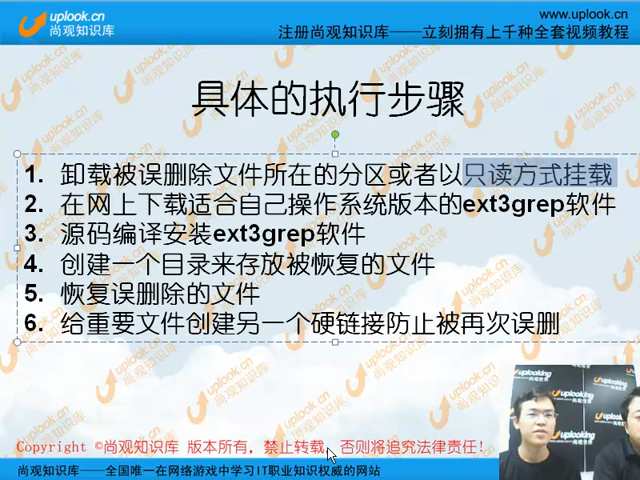 uplook.cn
尚观知识库
www.uplook.cn
注册尚观知识库——立刻拥有上千种全套视频教程
具体的执行步骤
1. 卸载被误删除文件所在的分区或者以只读方式挂载
2. 在网上下载适合自己操作系统版本的ext3grep软件
3. 源码编译安装ext3grep软件
4. 创建一个目录来存放被恢复的文件
5. 恢复误删除的文件
6. 给重要文件创建另一个硬链接防止被再次误删
uplooking
Copyright ©尚观知识库 版本所有，禁止转载，否则将追究法律责任！
尚观知识库——全国唯一在网络游戏中学习IT职业知识权威的网站